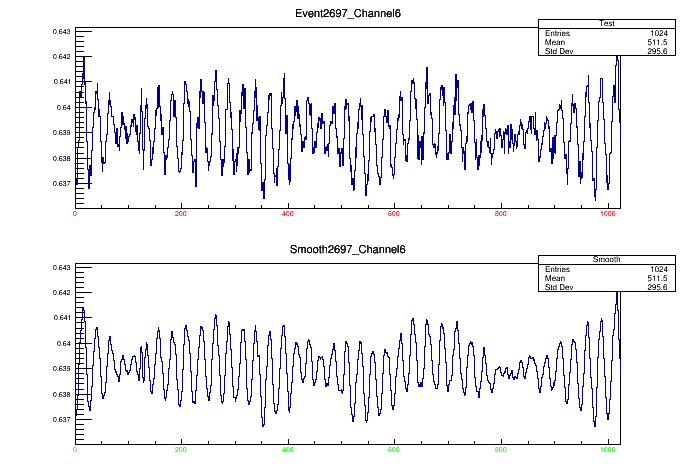 Event2697_Channel6
Test
Entries 1024
Mean 511.5
Std Dev 295.6
0.643
0.642
0.641
0.64
0.639
0.638
0.637
0 200 400 600 800 1000
Smooth2697_Channel6
Smooth
Entries 1024
Mean 511.5
Std Dev 295.6
0.643
0.642
0.641
0.64
0.639
0.638
0.637
0 200 400 600 800 1000